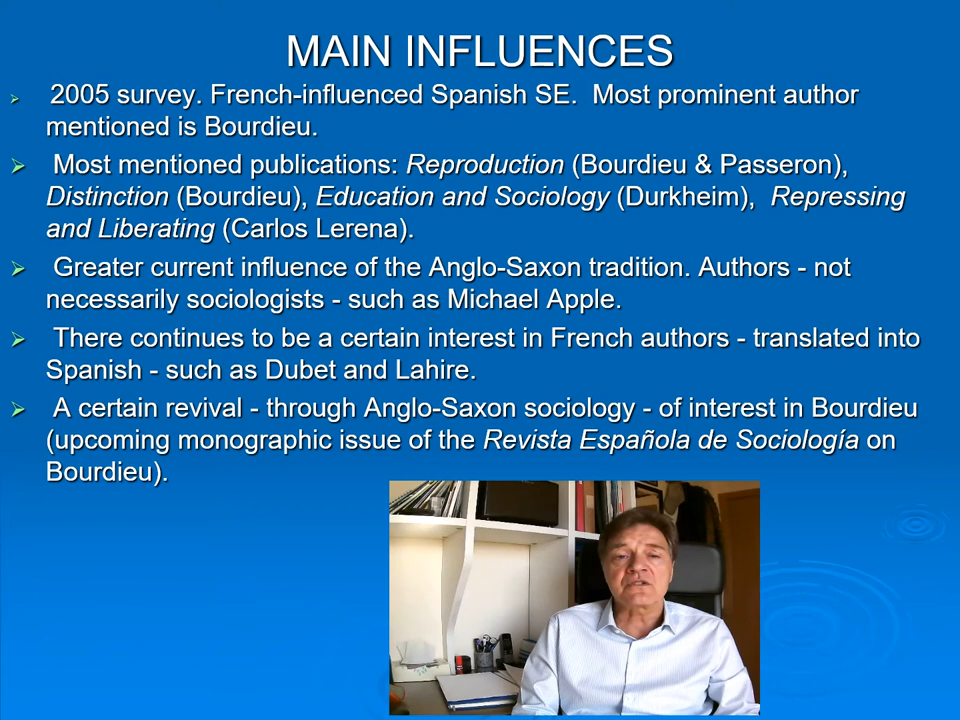 MAIN INFLUENCES
2005 survey. French-influenced Spanish SE. Most prominent author
mentioned is Bourdieu.
Most mentioned publications: Reproduction (Bourdieu & Passeron),
Distinction (Bourdieu), Education and Sociology (Durkheim), Repressing
and Liberating (Carlos Lerena).
Greater current influence of the Anglo-Saxon tradition. Authors - not
necessarily sociologists - such as Michael Apple.
There continues to be a certain interest in French authors - translated into
Spanish - such as Dubet and Lahire.
A certain revival - through Anglo-Saxon sociology - of interest in Bourdieu
(upcoming monographic issue of the Revista Española de Sociología on
Bourdieu).